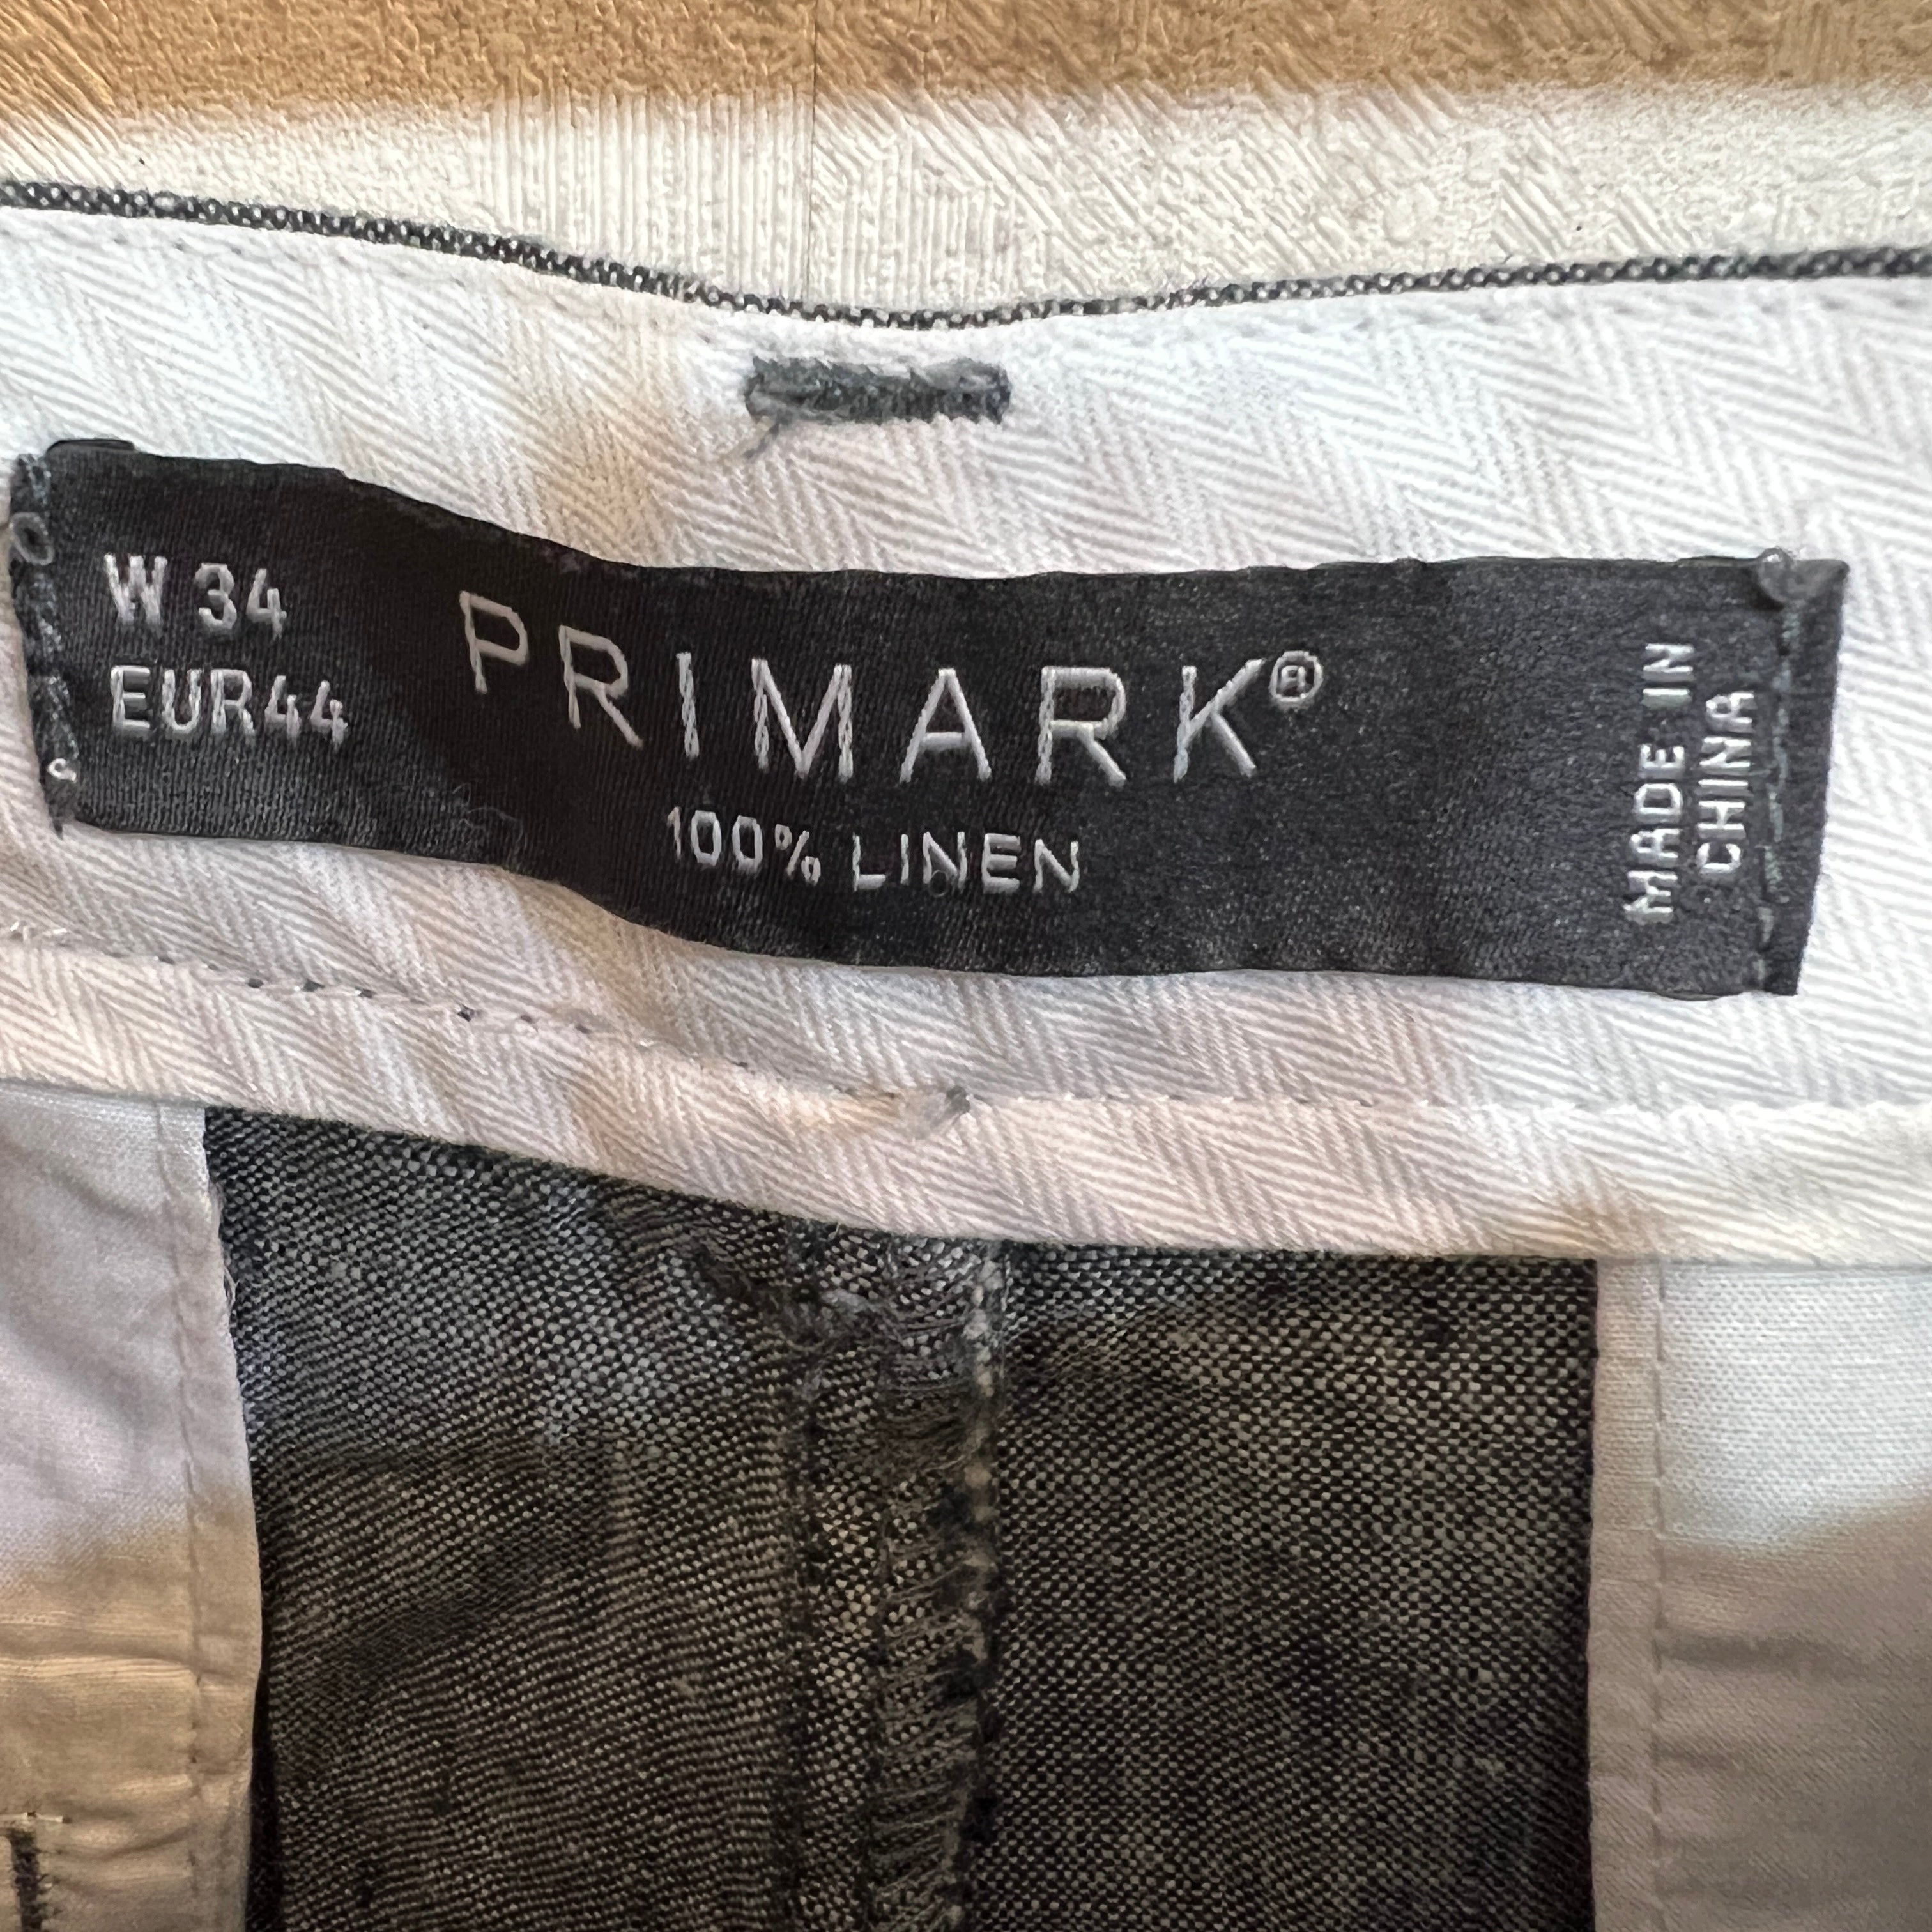 W 34
EUR44
PRIMARK®
100% LINEN
MADE IN
CHINA